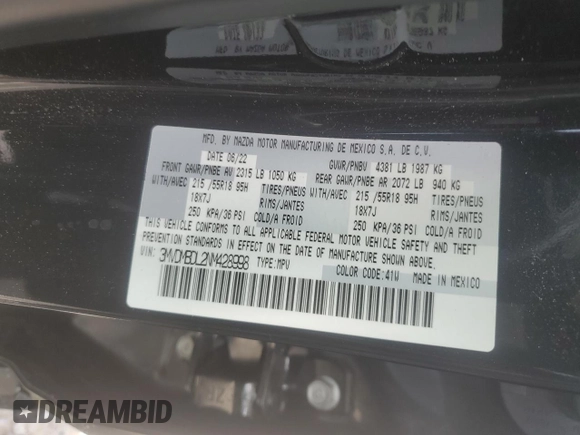 MFD. BY MAZDA MOTOR MANUFACTURING DE MEXICO S.A. DE C.V.
DATE 06/22 GVWR/PNBV 4381 LB 1987 KG
FRONT GAWR/PNBE AV 2315 LB 1050 KG REAR GAWR/PNBE AR 2072 LB 940 KG
WITH/AVEC 215 /55R18 95H TIRES/PNEUS WITH/AVEC 215 /55R18 95H TIRES/PNEUS
18X7J RIMS/JANTES 18X7J RIMS/JANTES
250 KPA/36 PSI COLD/A FROID 250 KPA/36 PSI COLD/A FROID
THIS VEHICLE CONFORMS TO ALL APPLICABLE FEDERAL MOTOR VEHICLE SAFETY AND THEFT
PREVENTION STANDARDS IN EFFECT ON THE DATE OF MANUFACTURE SHOWN ABOVE.
VIN: 3MVDMBDL2NM428998 TYPE: MPV
COLOR CODE: 41W MADE IN MEXICO
DREAMBID